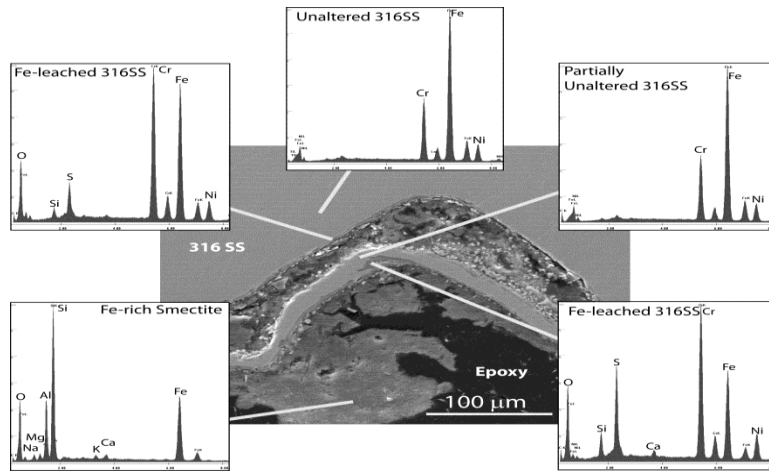 Unaltered 316SS
Fe
Cr
Ni
Fe-leached 316SS
Cr
Fe
O
Si
S
Ni
Partially
Unaltered 316SS
Fe
Cr
Ni
316 SS
Fe-rich Smectite
Si
O
Al
Mg
Na
K
Ca
Fe
Epoxy
100 μm
Fe-leached 316SS
Cr
O
S
Si
Ca
Fe
Ni